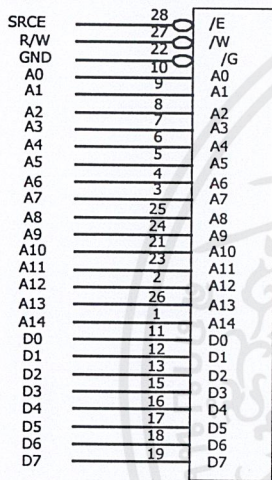 SRCE 28 /E
R/W 27 /W
GND 22 /G
A0 10 A0
A1 9 A1
A2 8 A2
A3 7 A3
A4 6 A4
A5 5 A5
A6 4 A6
A7 3 A7
A8 25 A8
A9 24 A9
A10 21 A10
A11 23 A11
A12 2 A12
A13 26 A13
A14 1 A14
D0 11 D0
D1 12 D1
D2 13 D2
D3 15 D3
D4 16 D4
D5 17 D5
D6 18 D6
D7 19 D7